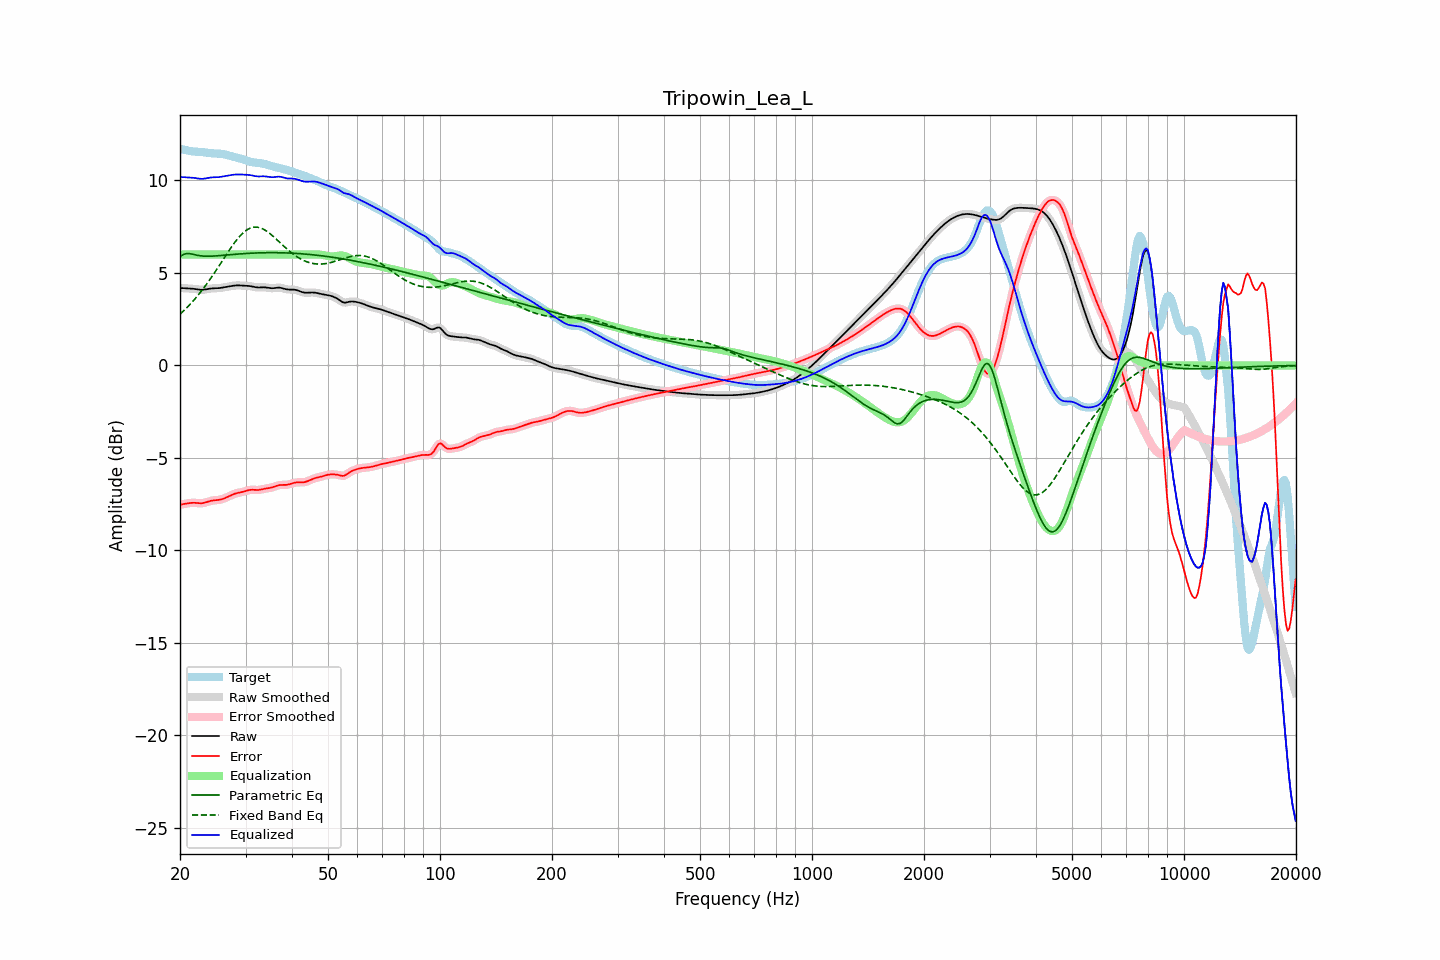 Tripowin_Lea_L
Amplitude (dBr)
10
5
0
−5
−10
−15
−20
−25
Target
Raw Smoothed
Error Smoothed
Raw
Error
Equalization
Parametric Eq
Fixed Band Eq
Equalized
20 50 100 200 500 1000 2000 5000 10000 20000
Frequency (Hz)